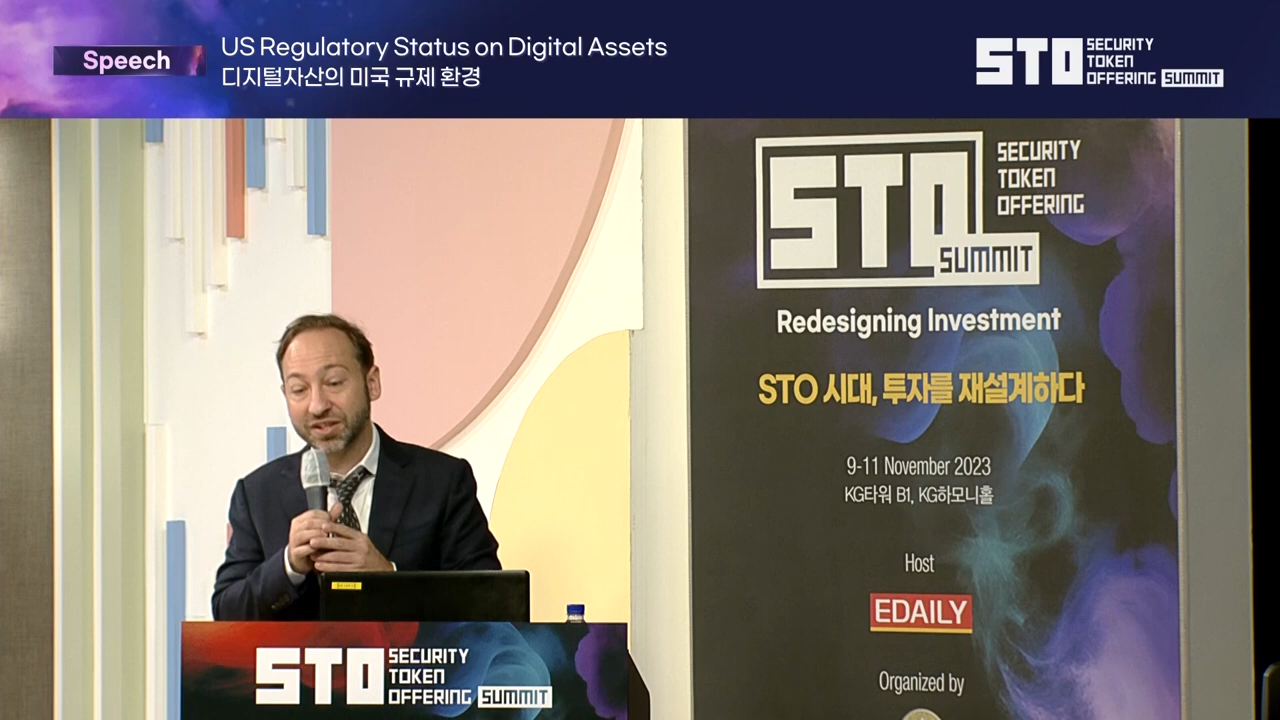 Speech
US Regulatory Status on Digital Assets
디지털자산의 미국 규제 환경
STO SECURITY
TOKEN
OFFERING SUMMIT
STO SECURITY
TOKEN
OFFERING
SUMMIT
Redesigning Investment
STO 시대, 투자를 재설계하다
9-11 November 2023
KG타워 B1, KG하모니홀
Host
EDAILY
Organized by
STO SECURITY
TOKEN
OFFERING SUMMIT